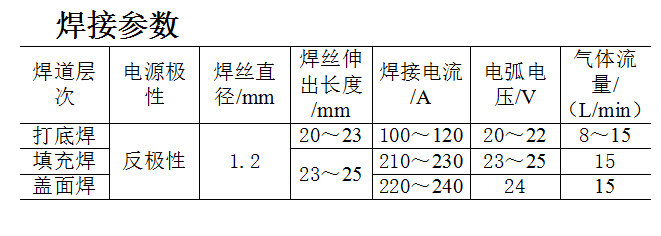 焊接参数
焊道层次 电源极性 焊丝直径/mm 焊丝伸出长度/mm 焊接电流/A 电弧电压/V 气体流量/（L/min）
打底焊 反极性 1.2 20～23 100～120 20～22 8～15
填充焊 23～25 210～230 23～25 15
盖面焊 220～240 24 15